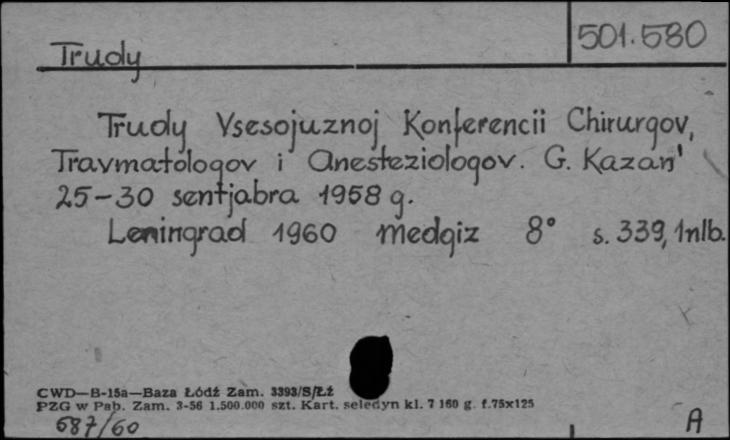 Trudy
501.580
Trudy Vsesojuznoj Konferencii Chirurgov,
Travmatologov i Anesteziologov. G. Kazań'
25-30 sentjabra 1958 g.
Leningrad 1960 Medgiz 8° s. 339, 1nlb.
CWD—B-15a—Baza Łódź Zam. 3393/S/Łź
PZG w Pab. Zam. 3-56 1.500.000 szt. Kart. seledyn kl. 7 160 g. f.75x125
687/60
A